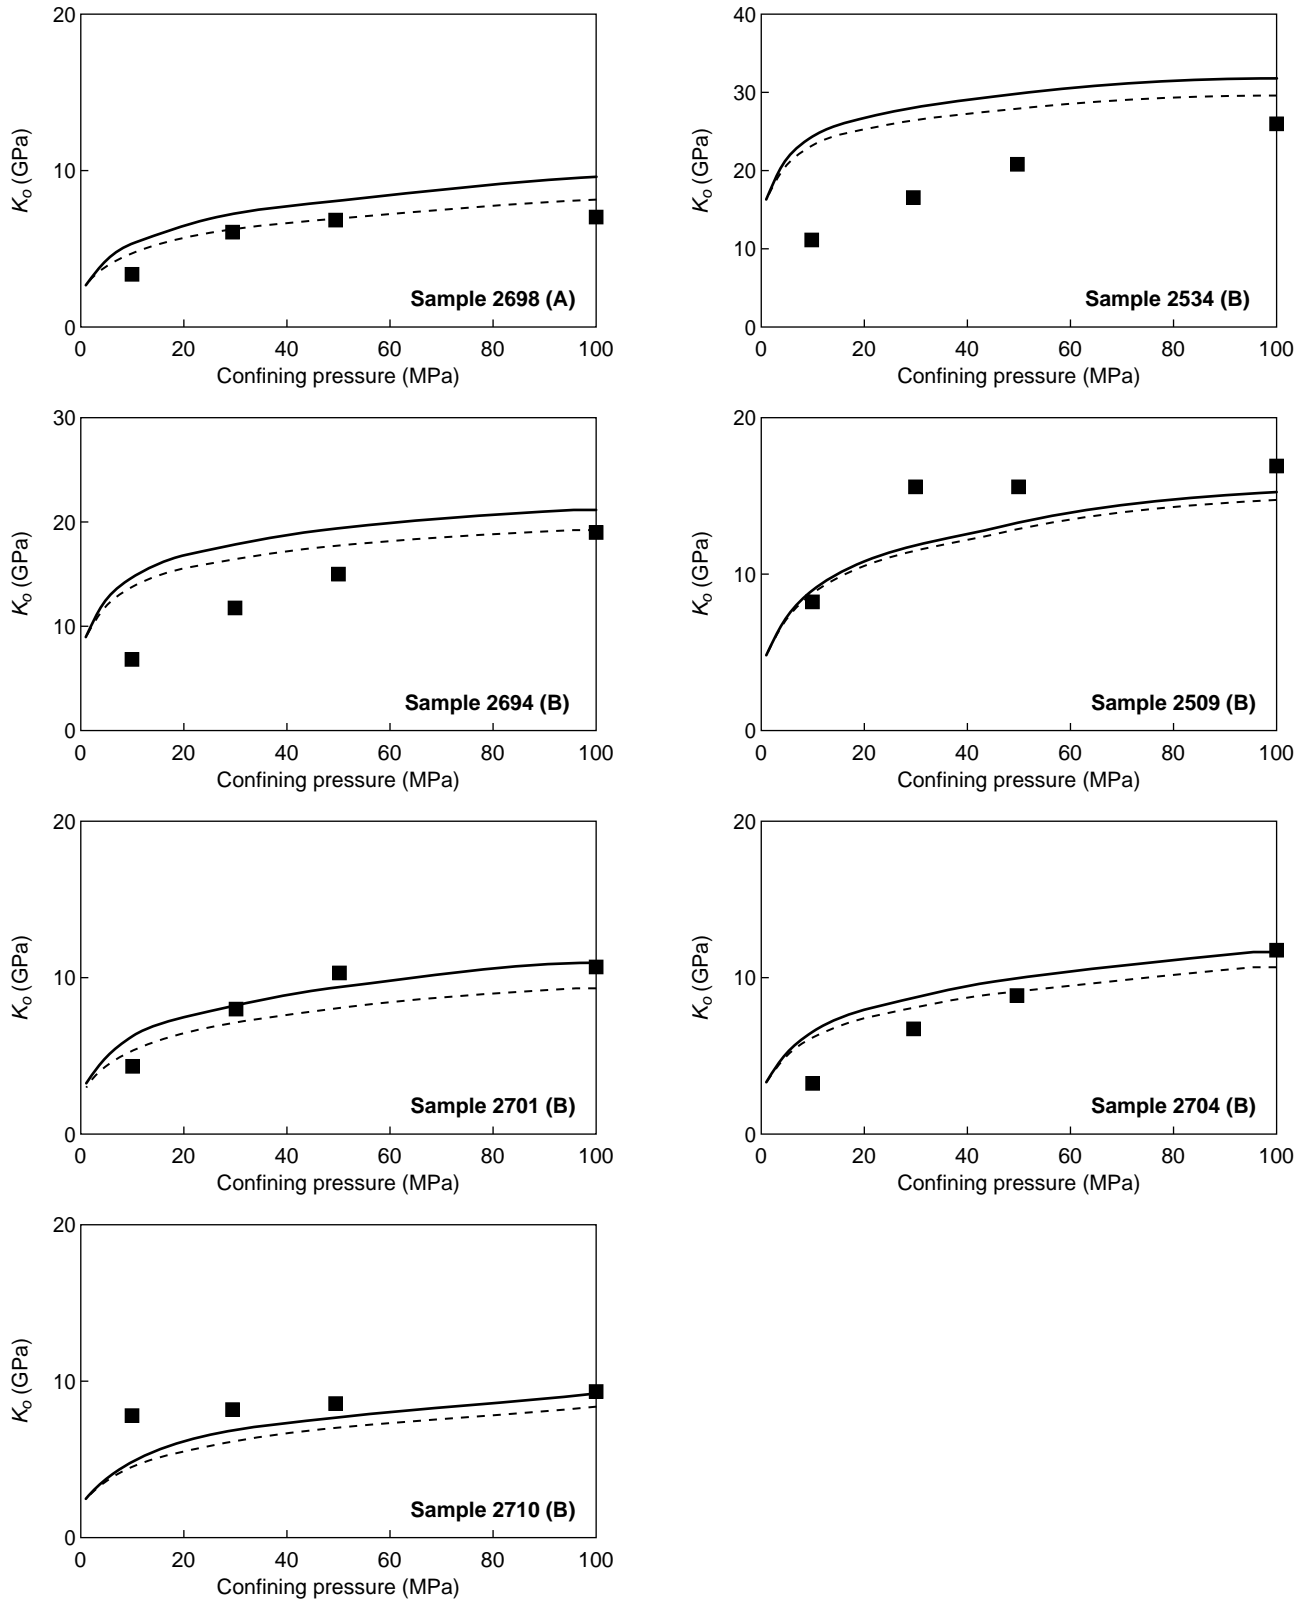 20
10
0
K_o (GPa)
0 20 40 60 80 100
Confining pressure (MPa)
Sample 2698 (A)
40
30
20
10
0
K_o (GPa)
0 20 40 60 80 100
Confining pressure (MPa)
Sample 2534 (B)
30
20
10
0
K_o (GPa)
0 20 40 60 80 100
Confining pressure (MPa)
Sample 2694 (B)
20
10
0
K_o (GPa)
0 20 40 60 80 100
Confining pressure (MPa)
Sample 2509 (B)
20
10
0
K_o (GPa)
0 20 40 60 80 100
Confining pressure (MPa)
Sample 2701 (B)
20
10
0
K_o (GPa)
0 20 40 60 80 100
Confining pressure (MPa)
Sample 2704 (B)
20
10
0
K_o (GPa)
0 20 40 60 80 100
Confining pressure (MPa)
Sample 2710 (B)